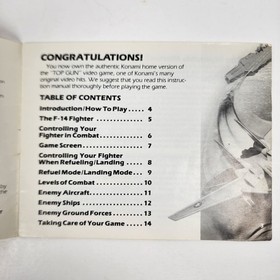 CONGRATULATIONS!
You now own the authentic Konami home version of
the "TOP GUN" video game, one of Konami's many
original video hits. We suggest that you read this instruc-
tion manual thoroughly before playing the game.
TABLE OF CONTENTS
Introduction/How To Play ..... 4
The F-14 Fighter ..... 5
Controlling Your
Fighter in Combat ..... 6
Game Screen ..... 7
Controlling Your Fighter
When Refueling/Landing ..... 8
Refuel Mode/Landing Mode ... 9
Levels of Combat ..... 10
Enemy Aircraft ..... 11
Enemy Ships ..... 12
Enemy Ground Forces ..... 13
Taking Care of Your Game ... 14